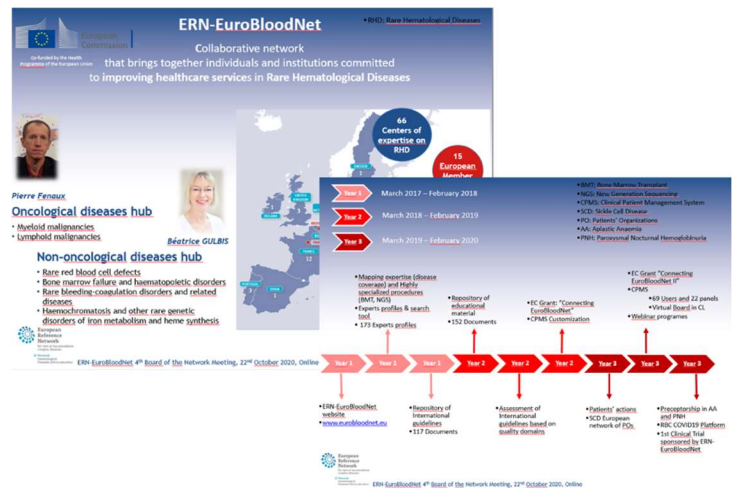 ERN-EuroBloodNet
•RHD: Rare Hematological Diseases
European
Commission
Co-funded by the Health
Programme of the European Union
Collaborative network
that brings together individuals and institutions committed
to improving healthcare services in Rare Hematological Diseases
66
Centers of
expertise on
RHD
15
European
Member
Pierre Fenaux
Oncological diseases hub
• Myeloid malignancies
• Lymphoid malignancies
Béatrice GULBIS
Non-oncological diseases hub
• Rare red blood cell defects
• Bone marrow failure and haematopoietic disorders
• Rare bleeding-coagulation disorders and related
diseases
• Haemochromatosis and other rare genetic
disorders of iron metabolism and heme synthesis
European
Reference
Network
ERN-EuroBloodNet 4th Board of the Network Meeting, 22nd October 2020, Online
Year 1 March 2017 – February 2018
Year 2 March 2018 – February 2019
Year 3 March 2019 – February 2020
•BMT: Bone Marrow Transplant
•NGS: New Generation Sequencing
•CPMS: Clinical Patient Management System
•SCD: Sickle Cell Disease
•PO: Patients' Organizations
•AA: Aplastic Anaemia
•PNH: Paroxysmal Nocturnal Hemoglobinuria
•Mapping expertise (disease
coverage) and Highly
specialized procedures
(BMT, NGS)
•Experts profiles & search
tool
• 173 Experts profiles
•Repository of
educational
material
•152 Documents
•EC Grant: "Connecting
EuroBloodNet"
•CPMS Customization
•EC Grant "Connecting
EuroBloodNet II"
•CPMS
•69 Users and 22 panels
•Virtual Board in CL
•Webinar programes
Year 1 Year 1 Year 1 Year 2 Year 2 Year 2 Year 3 Year 3 Year 3
•ERN-EuroBloodNet
website
•www.eurobloodnet.eu
•Repository of
International
guidelines
•117 Documents
•Assessment of
International
guidelines based on
quality domains
•Patients' actions
•SCD European
network of POs
•Preceptorship in AA
and PNH
•RBC COVID19 Platform
•1st Clinical Trial
sponsored by ERN-
EuroBloodNet
European
Reference
Network
ERN-EuroBloodNet 4th Board of the Network Meeting, 22nd October 2020, Online